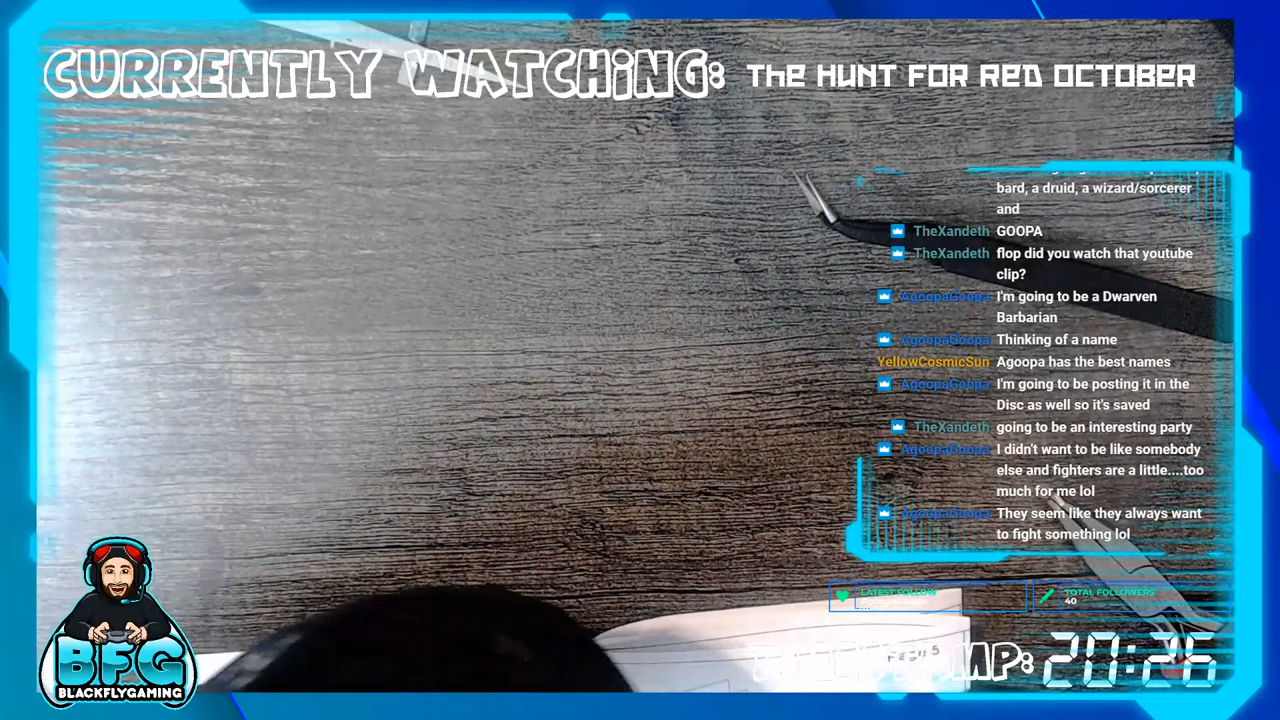 CURRENTLY WATCHiNG: The HUNT FOR RED OCTOBER
bard, a druid, a wizard/sorcerer
and
TheXandeth GOOPA
TheXandeth flop did you watch that youtube
clip?
AgoopaGoopa I'm going to be a Dwarven
Barbarian
AgoopaGoopa Thinking of a name
YellowCosmicSun Agoopa has the best names
AgoopaGoopa I'm going to be posting it in the
Disc as well so it's saved
TheXandeth going to be an interesting party
AgoopaGoopa I didn't want to be like somebody
else and fighters are a little....too
much for me lol
AgoopaGoopa They seem like they always want
to fight something lol
LATEST FOLLOW
TOTAL FOLLOWERS
40
20:26
BFG
BLACKFLYGAMING